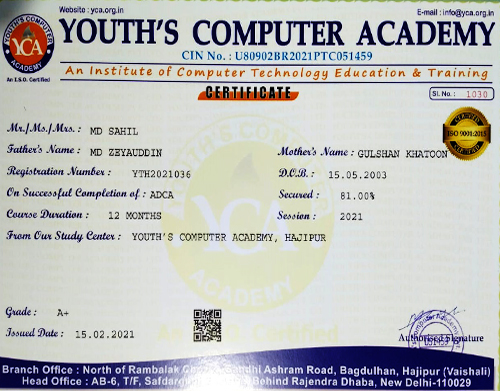 Website : yca.org.in
E-mail : info@yca.org.in
YOUTH'S COMPUTER ACADEMY
YOUTH'S COMPUTER
YCA
ACADEMY
An I.S.O. Certified
CIN No. : U80902BR2021PTC051459
An Institute of Computer Technology Education & Training
CERTIFICATE
Sl. No. : 1030
ISO 9001:2015
Mr./Ms./Mrs. : MD SAHIL
Father's Name : MD ZEYAUDDIN
Mother's Name : GULSHAN KHATOON
Registration Number : YTH2021036
D.O.B. : 15.05.2003
On Successful Completion of : ADCA
Secured : 81.00%
Course Duration : 12 MONTHS
Session : 2021
From Our Study Center : YOUTH'S COMPUTER ACADEMY, HAJIPUR
YCA
ACADEMY
Grade : A+
Issued Date : 15.02.2021
Authorised Signature
Branch Office : North of Rambalak Ashram Road, Bagdulhan, Hajipur (Vaishali)
Head Office : AB-6, T/F, Behind Rajendra Dhaba, New Delhi-110029